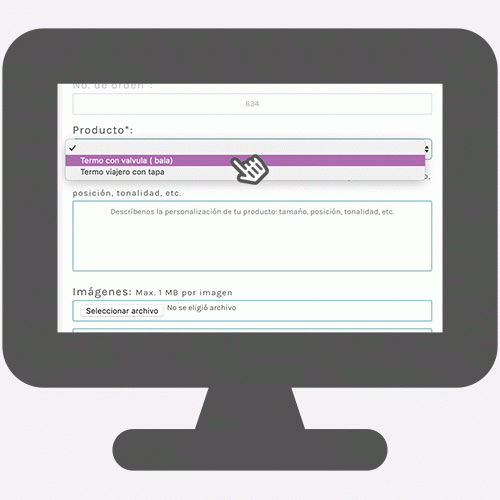 No. de orden*:
634
Producto*:
Termo con valvula ( bala)
Termo viajero con tapa
posición, tonalidad, etc.
Descríbenos la personalización de tu producto: tamaño, posición, tonalidad, etc.
Imágenes: Max. 1 MB por imagen
Seleccionar archivo No se eligió archivo